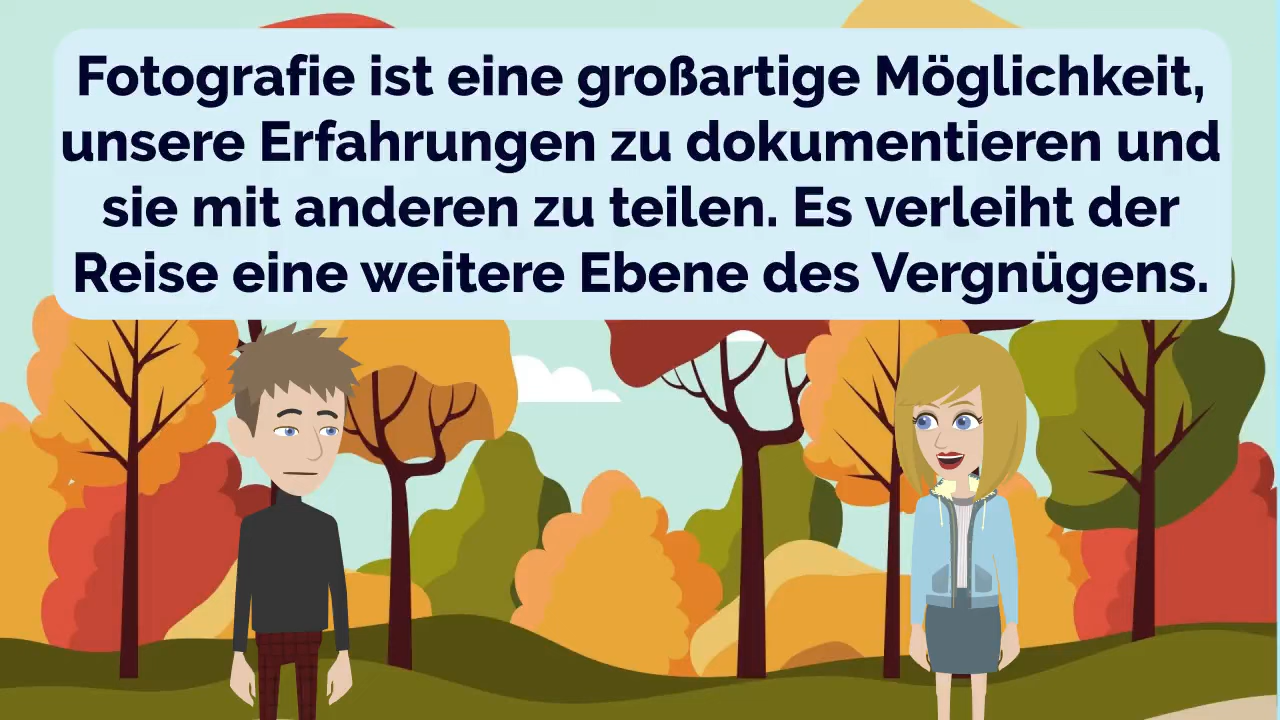 Fotografie ist eine großartige Möglichkeit,
unsere Erfahrungen zu dokumentieren und
sie mit anderen zu teilen. Es verleiht der
Reise eine weitere Ebene des Vergnügens.